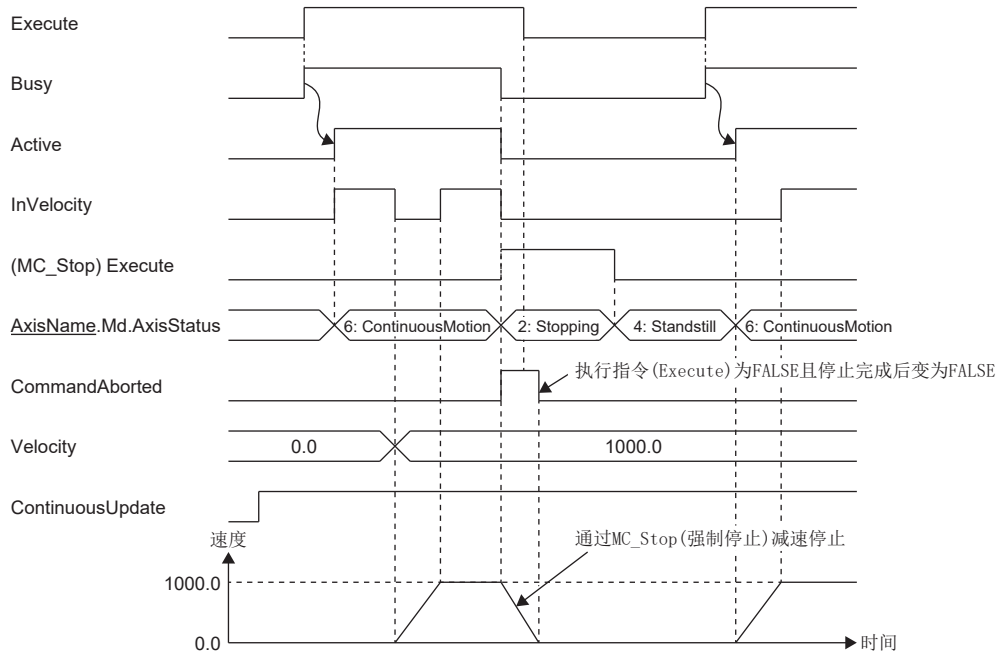 Execute
Busy
Active
InVelocity
(MC_Stop) Execute
AxisName.Md.AxisStatus
6: ContinuousMotion
2: Stopping
4: Standstill
6: ContinuousMotion
CommandAborted
执行指令(Execute)为FALSE且停止完成后变为FALSE
Velocity
0.0
1000.0
ContinuousUpdate
速度
通过MC_Stop(强制停止)减速停止
1000.0
0.0
时间